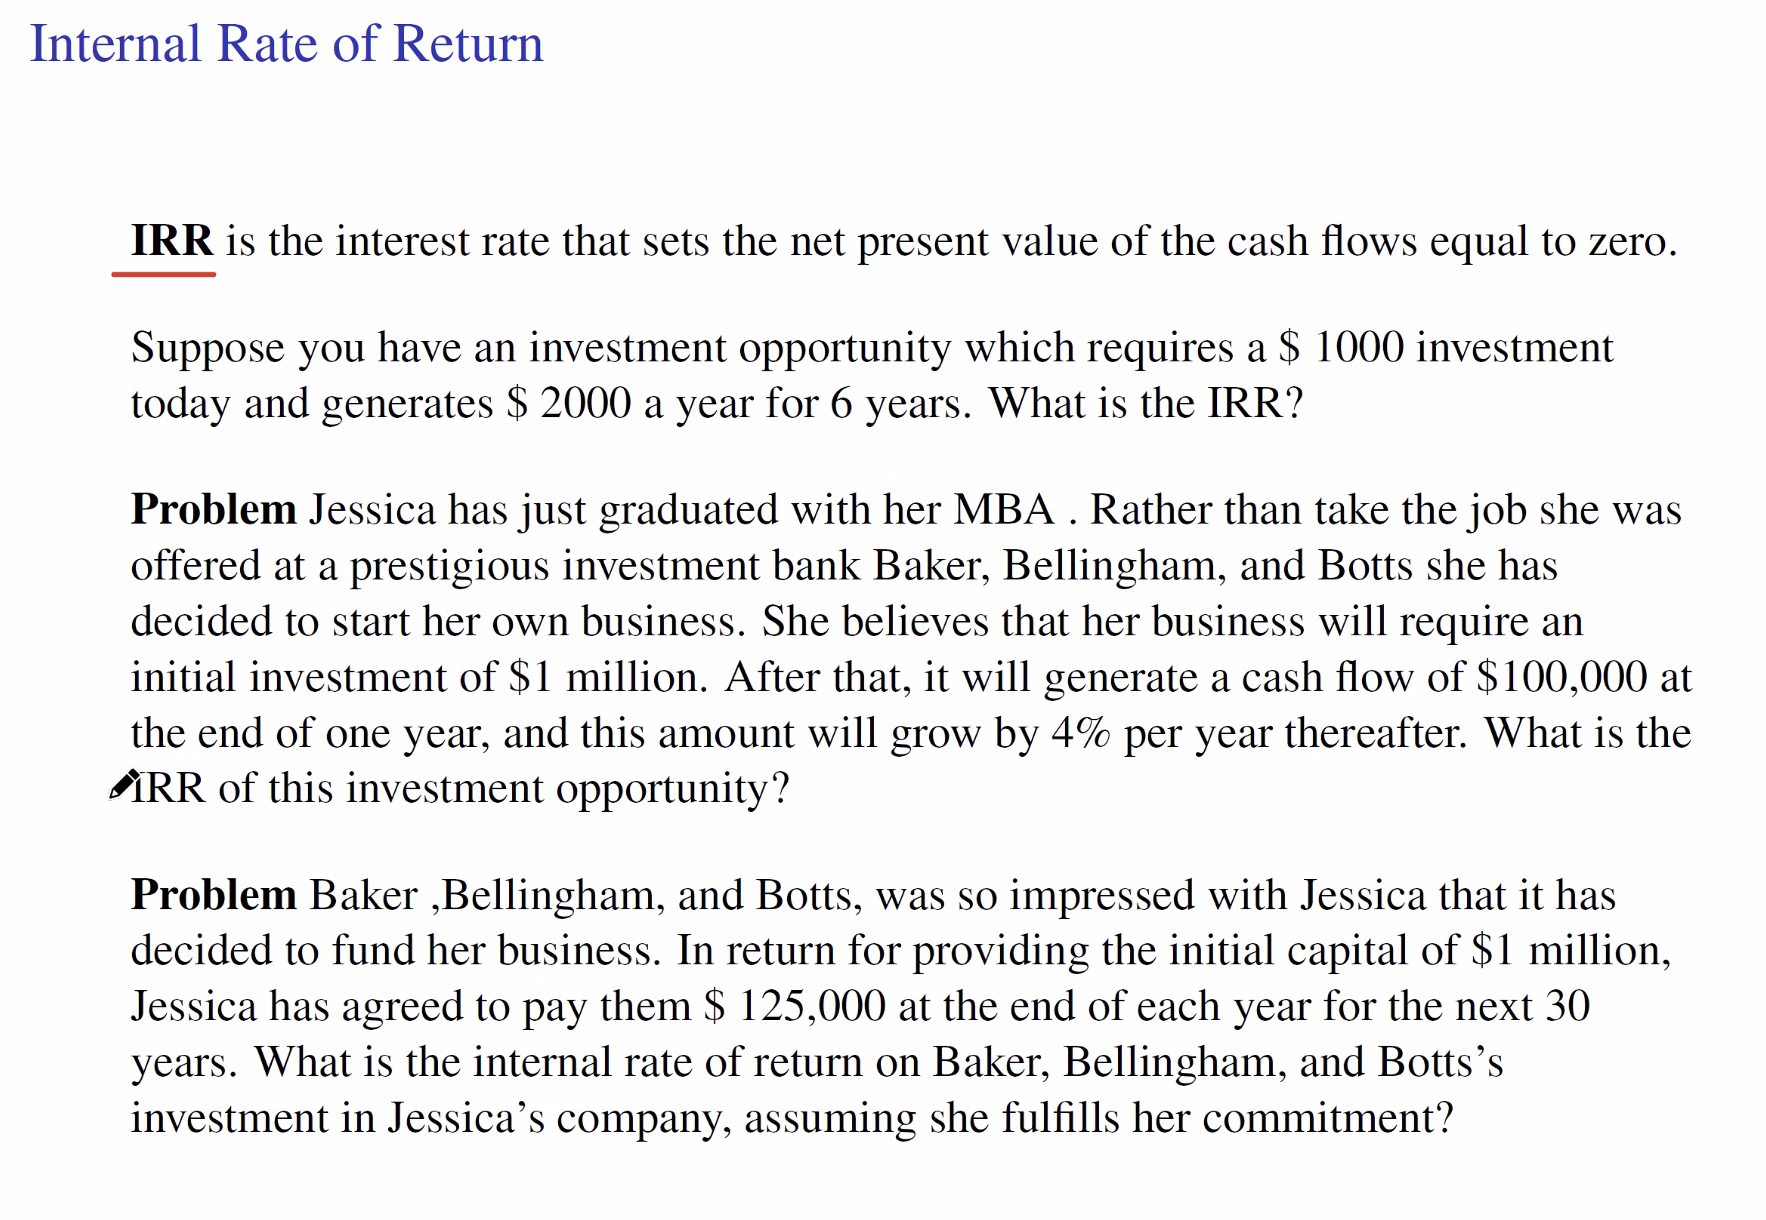 Internal Rate of Return
IRR is the interest rate that sets the net present value of the cash flows equal to zero.
Suppose you have an investment opportunity which requires a $ 1000 investment
today and generates $ 2000 a year for 6 years. What is the IRR?
Problem Jessica has just graduated with her MBA . Rather than take the job she was
offered at a prestigious investment bank Baker, Bellingham, and Botts she has
decided to start her own business. She believes that her business will require an
initial investment of $1 million. After that, it will generate a cash flow of $100,000 at
the end of one year, and this amount will grow by 4% per year thereafter. What is the
IRR of this investment opportunity?
Problem Baker ,Bellingham, and Botts, was so impressed with Jessica that it has
decided to fund her business. In return for providing the initial capital of $1 million,
Jessica has agreed to pay them $ 125,000 at the end of each year for the next 30
years. What is the internal rate of return on Baker, Bellingham, and Botts’s
investment in Jessica’s company, assuming she fulfills her commitment?